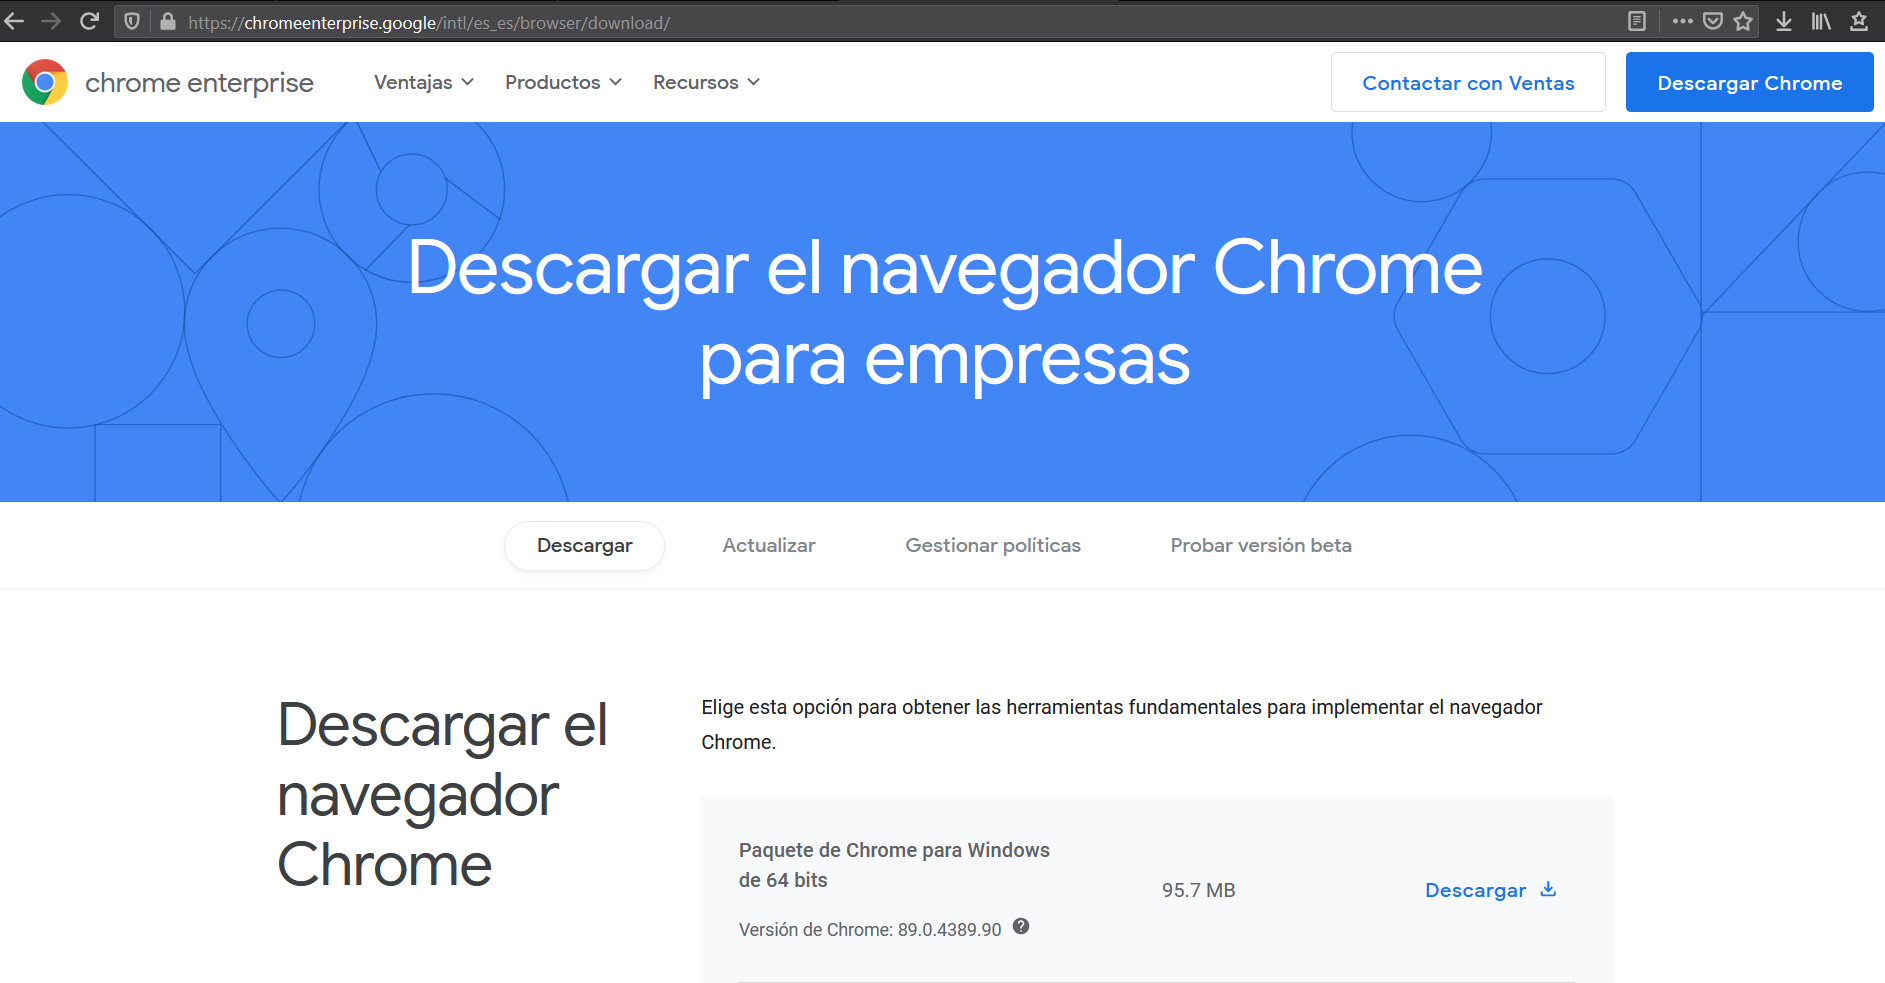 https://chromeenterprise.google/intl/es_es/browser/download/
chrome enterprise
Ventajas
Productos
Recursos
Contactar con Ventas
Descargar Chrome
Descargar el navegador Chrome
para empresas
Descargar
Actualizar
Gestionar políticas
Probar versión beta
Descargar el
navegador
Chrome
Elige esta opción para obtener las herramientas fundamentales para implementar el navegador
Chrome.
Paquete de Chrome para Windows
de 64 bits
Versión de Chrome: 89.0.4389.90 ?
95.7 MB
Descargar